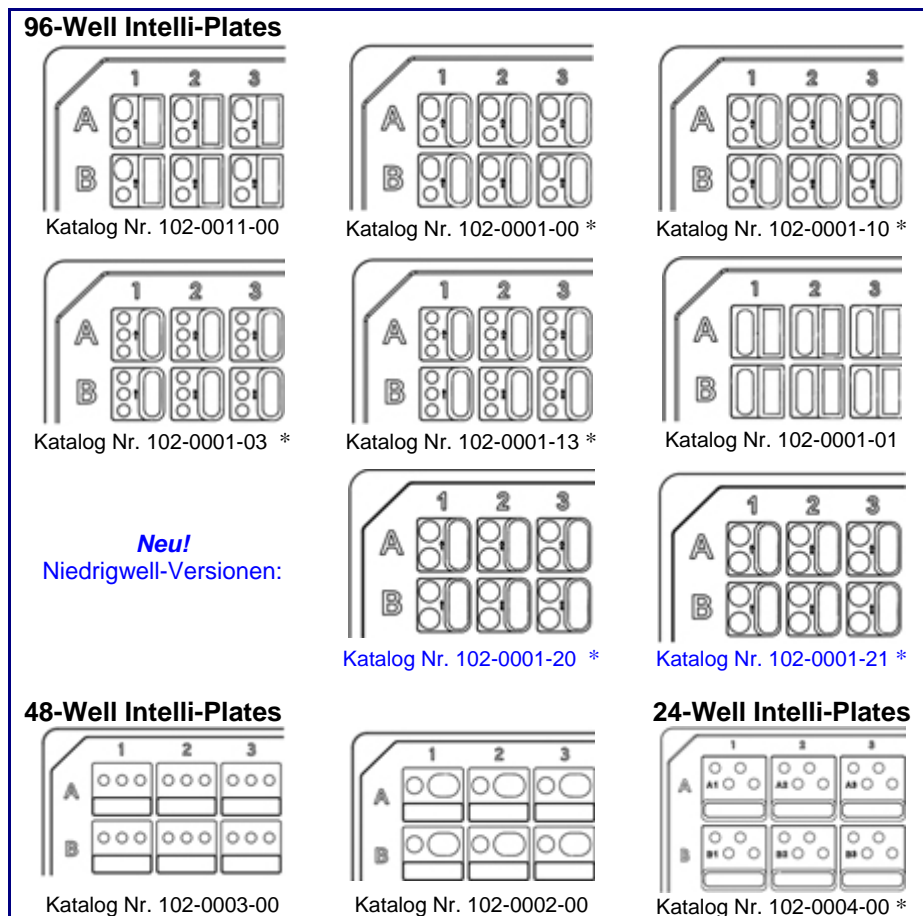 96-Well Intelli-Plates
1 2 3
A
B
Katalog Nr. 102-0011-00
1 2 3
A
B
Katalog Nr. 102-0001-00 *
1 2 3
A
B
Katalog Nr. 102-0001-10 *
1 2 3
A
B
Katalog Nr. 102-0001-03 *
1 2 3
A
B
Katalog Nr. 102-0001-13 *
1 2 3
A
B
Katalog Nr. 102-0001-01
Neu!
Niedrigwell-Versionen:
1 2 3
A
B
Katalog Nr. 102-0001-20 *
1 2 3
A
B
Katalog Nr. 102-0001-21 *
48-Well Intelli-Plates
1 2 3
A
B
Katalog Nr. 102-0003-00
1 2 3
A
B
Katalog Nr. 102-0002-00
24-Well Intelli-Plates
1 2 3
A A1 A2 A3
B B1 B2 B3
Katalog Nr. 102-0004-00 *